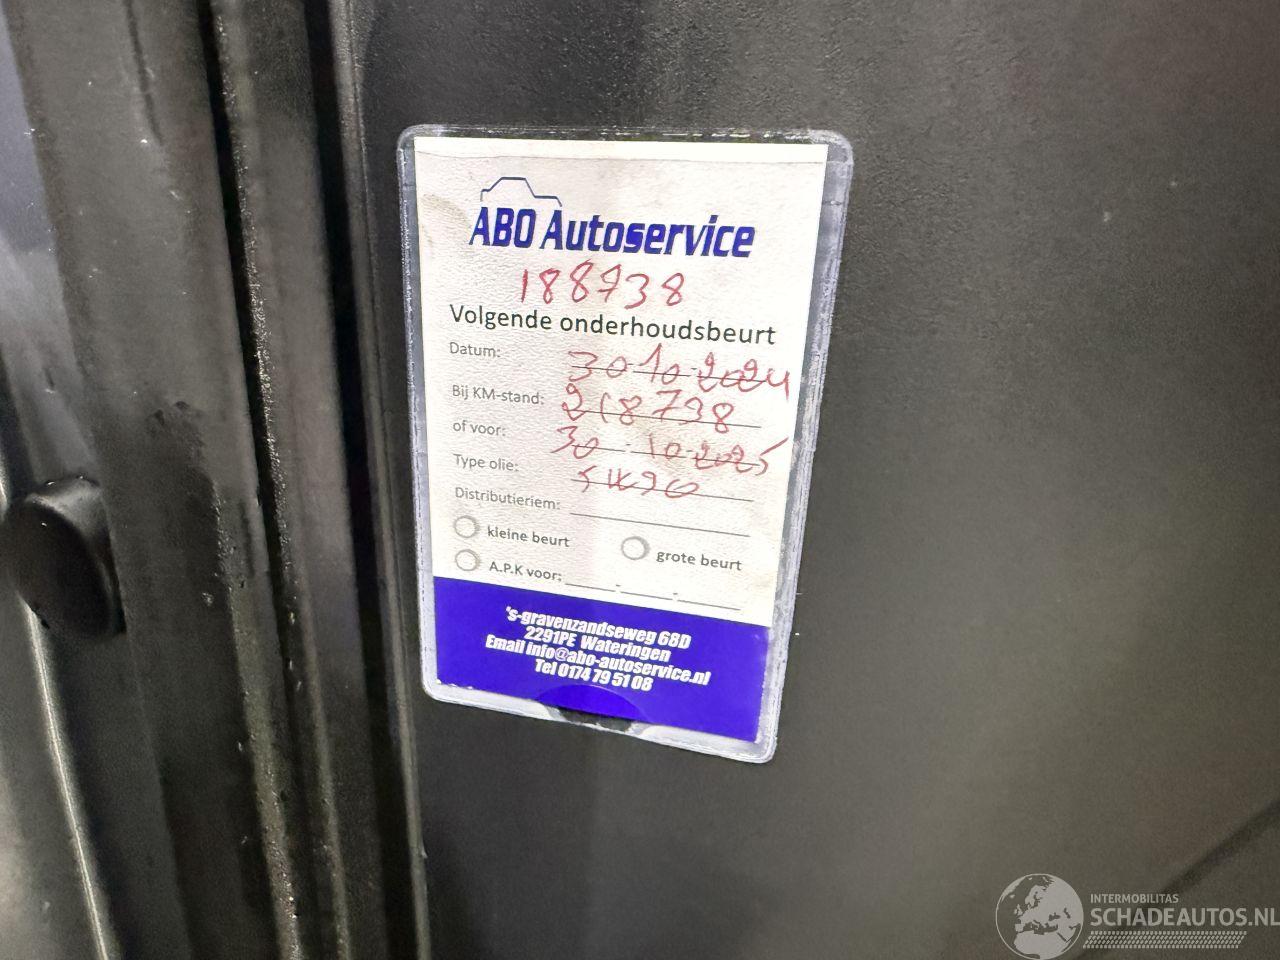 ABO Autoservice
188738
Volgende onderhoudsbeurt
Datum: 30-10-2024
Bij KM-stand: 218738
of voor: 30-10-2025
Type olie: 5W30
Distributieriem:
kleine beurt
grote beurt
A.P.K voor: - -
's-gravenzandseweg 68D
2291PE Wateringen
Email info@abo-autoservice.nl
Tel 0174 79 51 08
INTERMOBILITAS
SCHADEAUTOS.NL